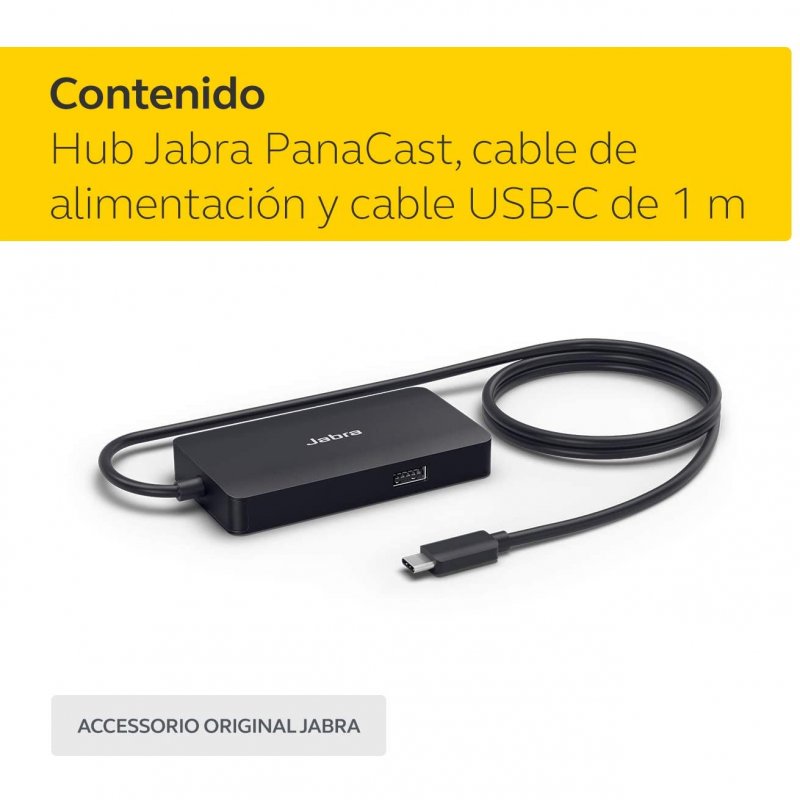 Contenido
Hub Jabra PanaCast, cable de
alimentación y cable USB-C de 1 m
Jabra
ACCESSORIO ORIGINAL JABRA